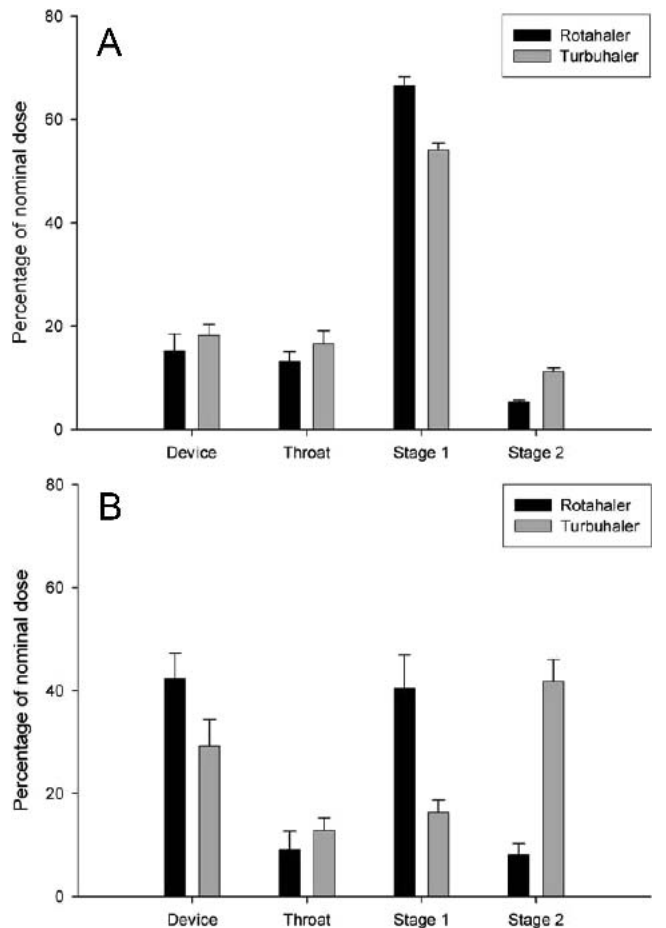 A
Rotahaler
Turbuhaler
Percentage of nominal dose
80
60
40
20
0
Device Throat Stage 1 Stage 2
B
Rotahaler
Turbuhaler
Percentage of nominal dose
80
60
40
20
0
Device Throat Stage 1 Stage 2